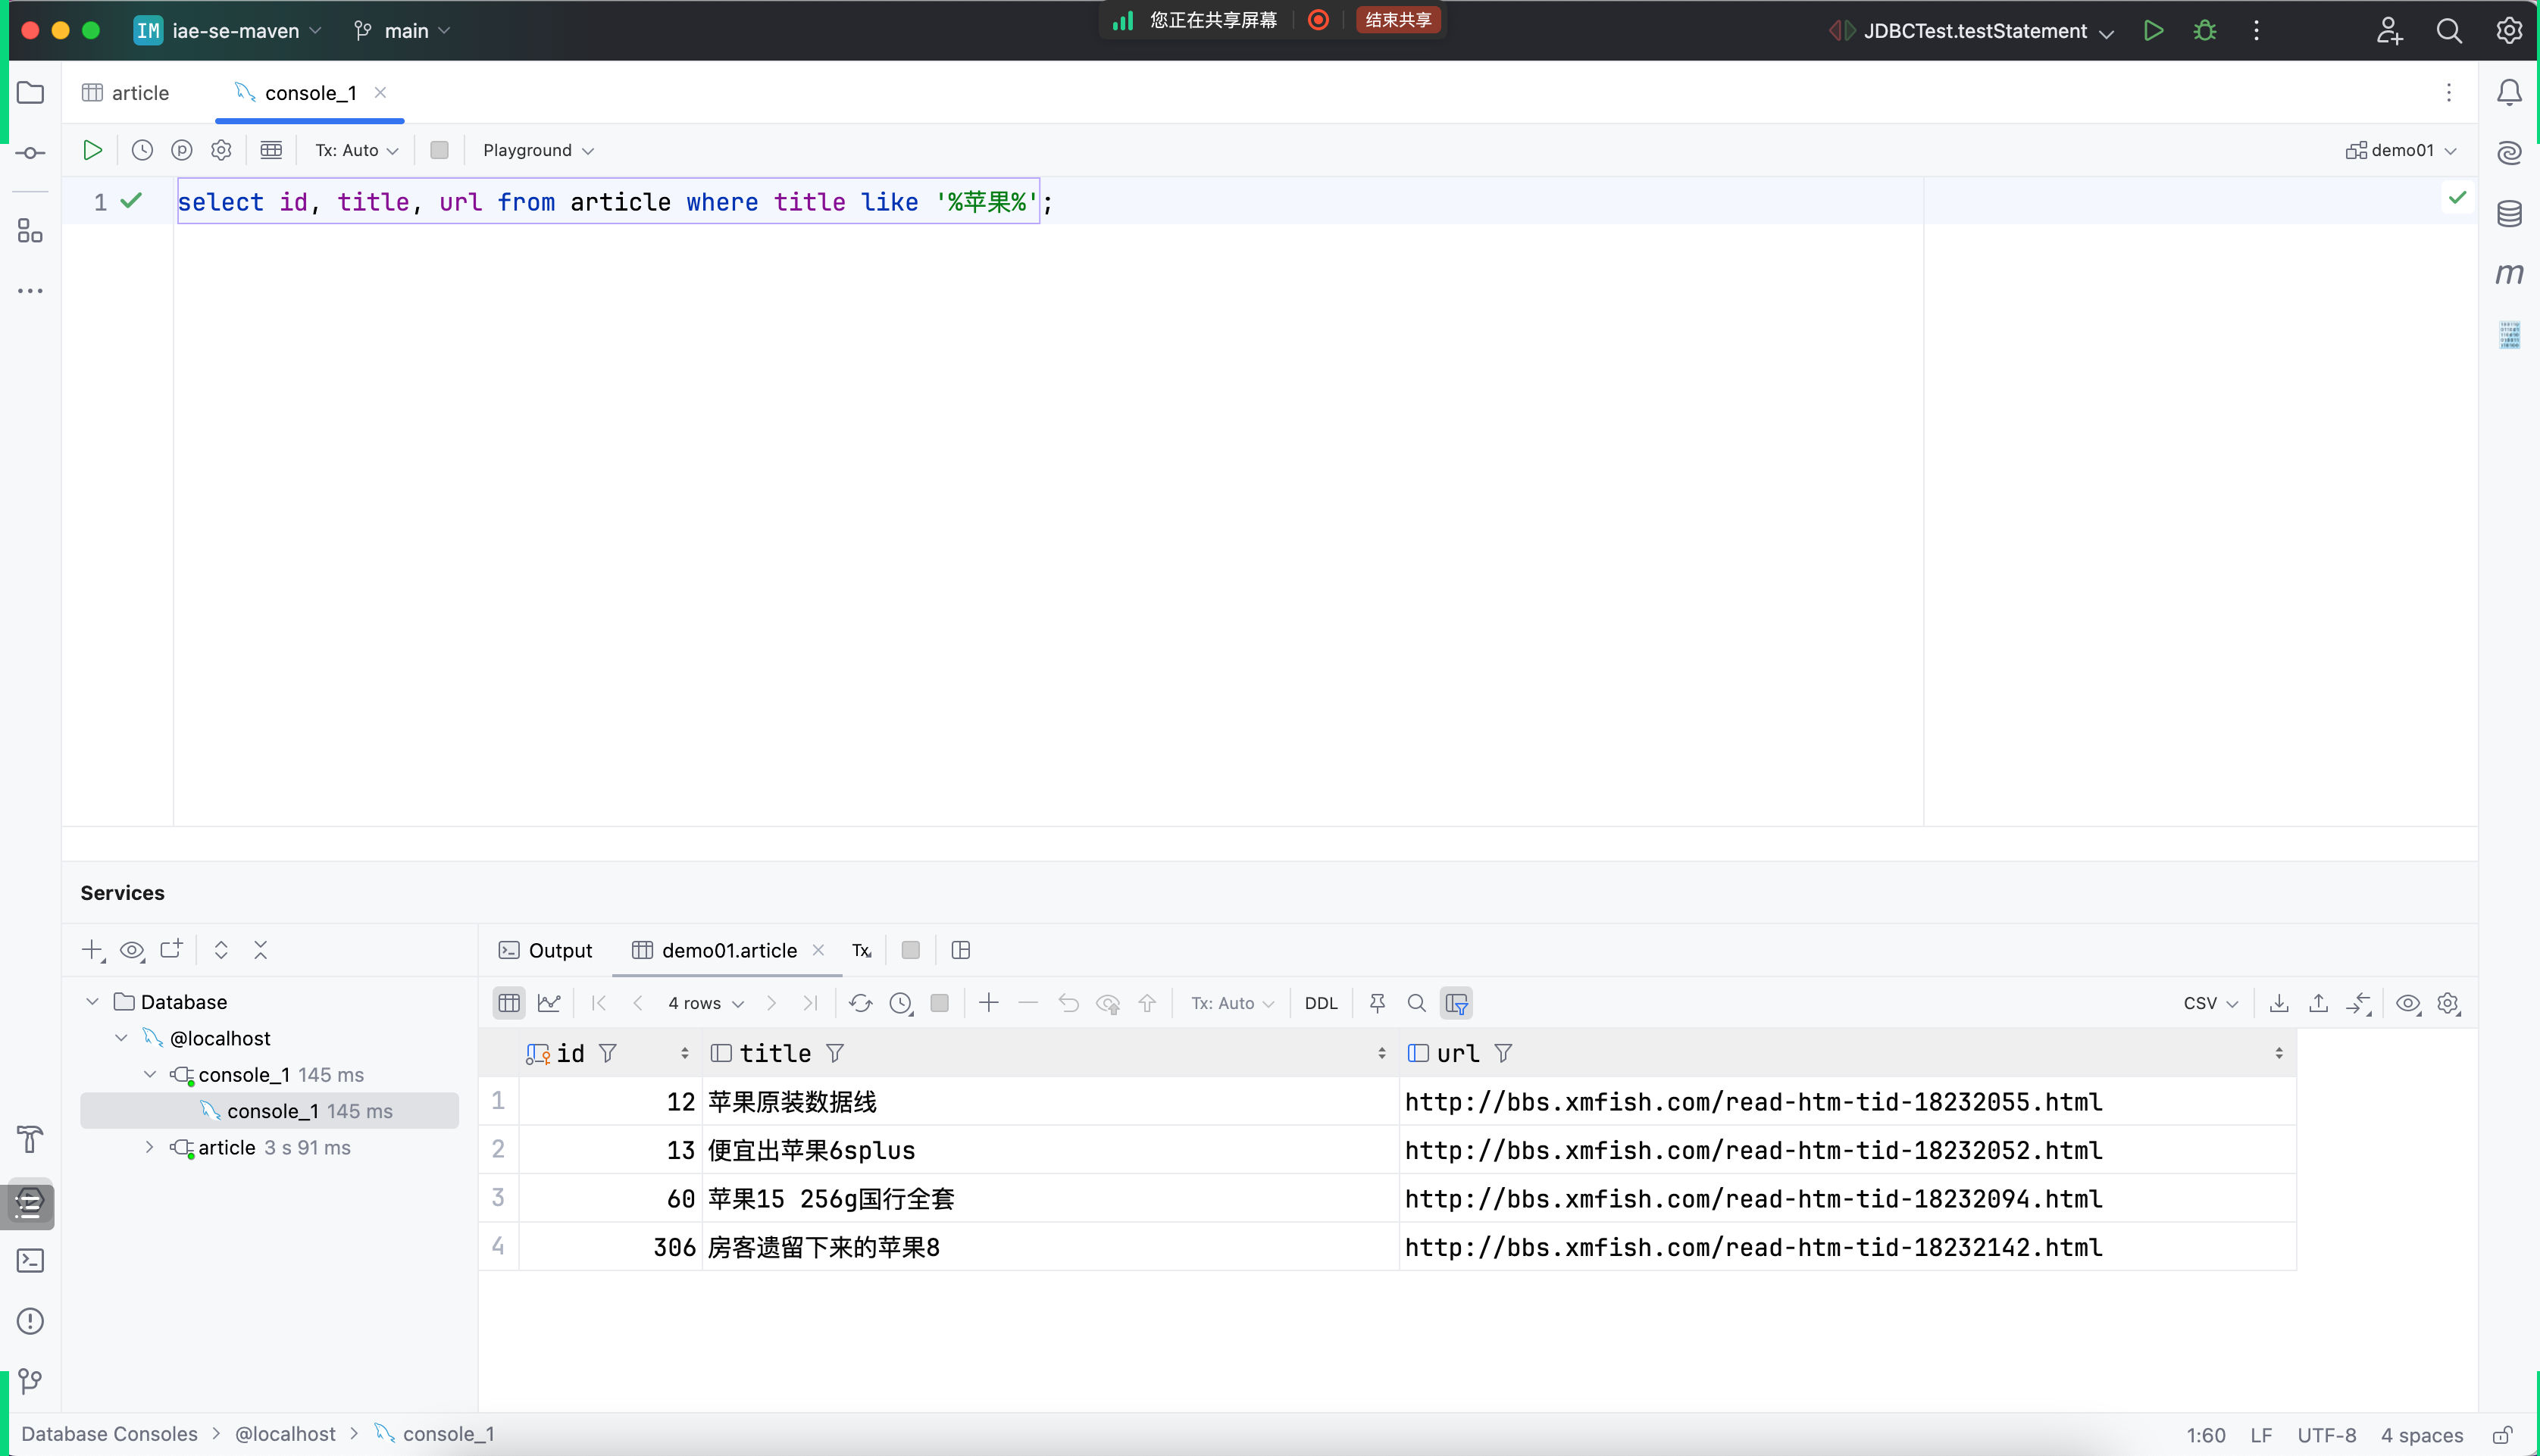 IM iae-se-maven main 您正在共享屏幕 结束共享 JDBCTest.testStatement
article console_1
Tx: Auto Playground demo01
1 select id, title, url from article where title like '%苹果%';
m
Services
Output demo01.article Tx
Database
4 rows Tx: Auto DDL CSV
@localhost
id title url
console_1 145 ms
1 12 苹果原装数据线 http://bbs.xmfish.com/read-htm-tid-18232055.html
console_1 145 ms
2 13 便宜出苹果6splus http://bbs.xmfish.com/read-htm-tid-18232052.html
article 3 s 91 ms
3 60 苹果15 256g国行全套 http://bbs.xmfish.com/read-htm-tid-18232094.html
4 306 房客遗留下来的苹果8 http://bbs.xmfish.com/read-htm-tid-18232142.html
Database Consoles > @localhost > console_1 1:60 LF UTF-8 4 spaces